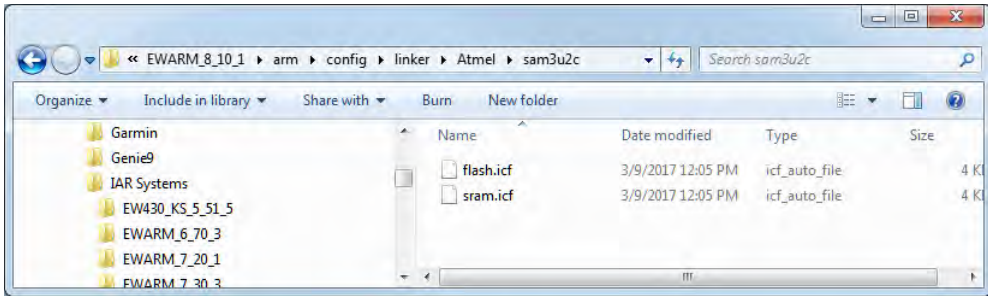 « EWARM_8_10_1 ▸ arm ▸ config ▸ linker ▸ Atmel ▸ sam3u2c
Search sam3u2c
Organize ▾ Include in library ▾ Share with ▾ Burn New folder
Garmin
Genie9
IAR Systems
EW430_KS_5_51_5
EWARM_6_70_3
EWARM_7_20_1
EWARM_7_30_3
Name Date modified Type Size
flash.icf 3/9/2017 12:05 PM icf_auto_file 4 K
sram.icf 3/9/2017 12:05 PM icf_auto_file 4 K